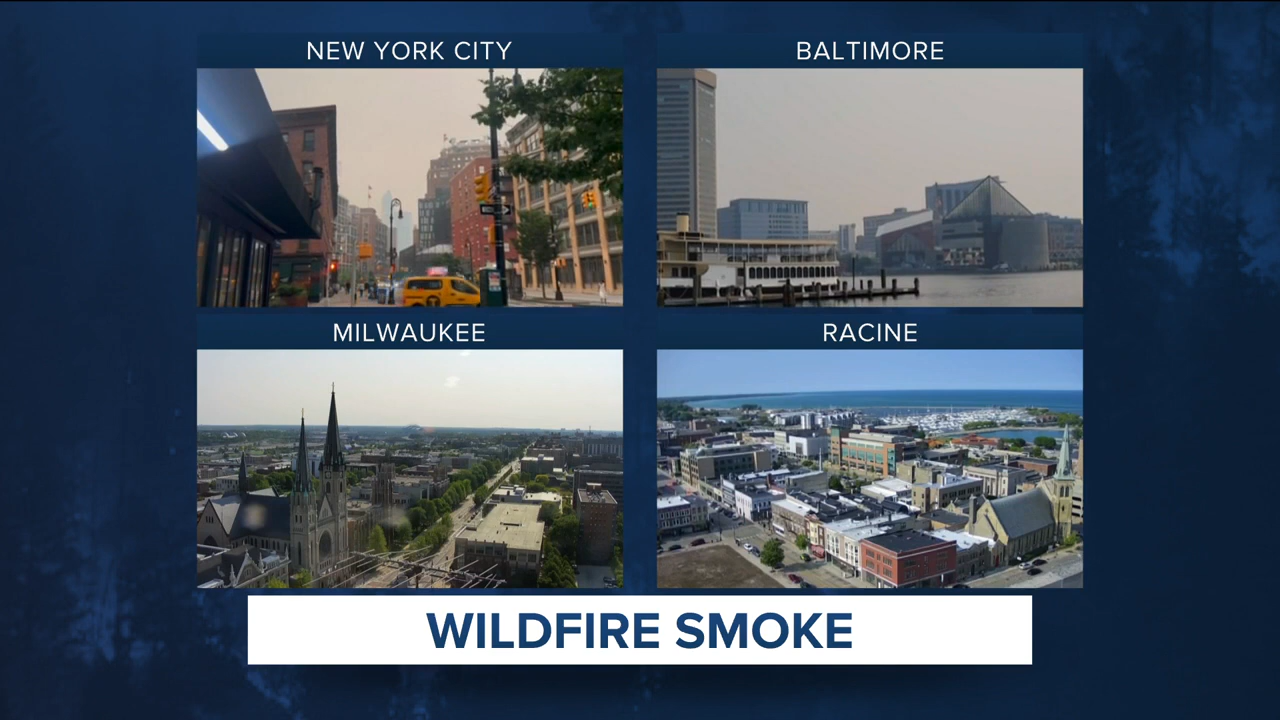 NEW YORK CITY
BALTIMORE
MILWAUKEE
RACINE
WILDFIRE SMOKE